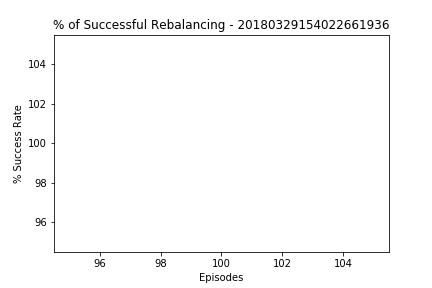 % of Successful Rebalancing - 20180329154022661936
104
102
100
98
96
% Success Rate
96 98 100 102 104
Episodes